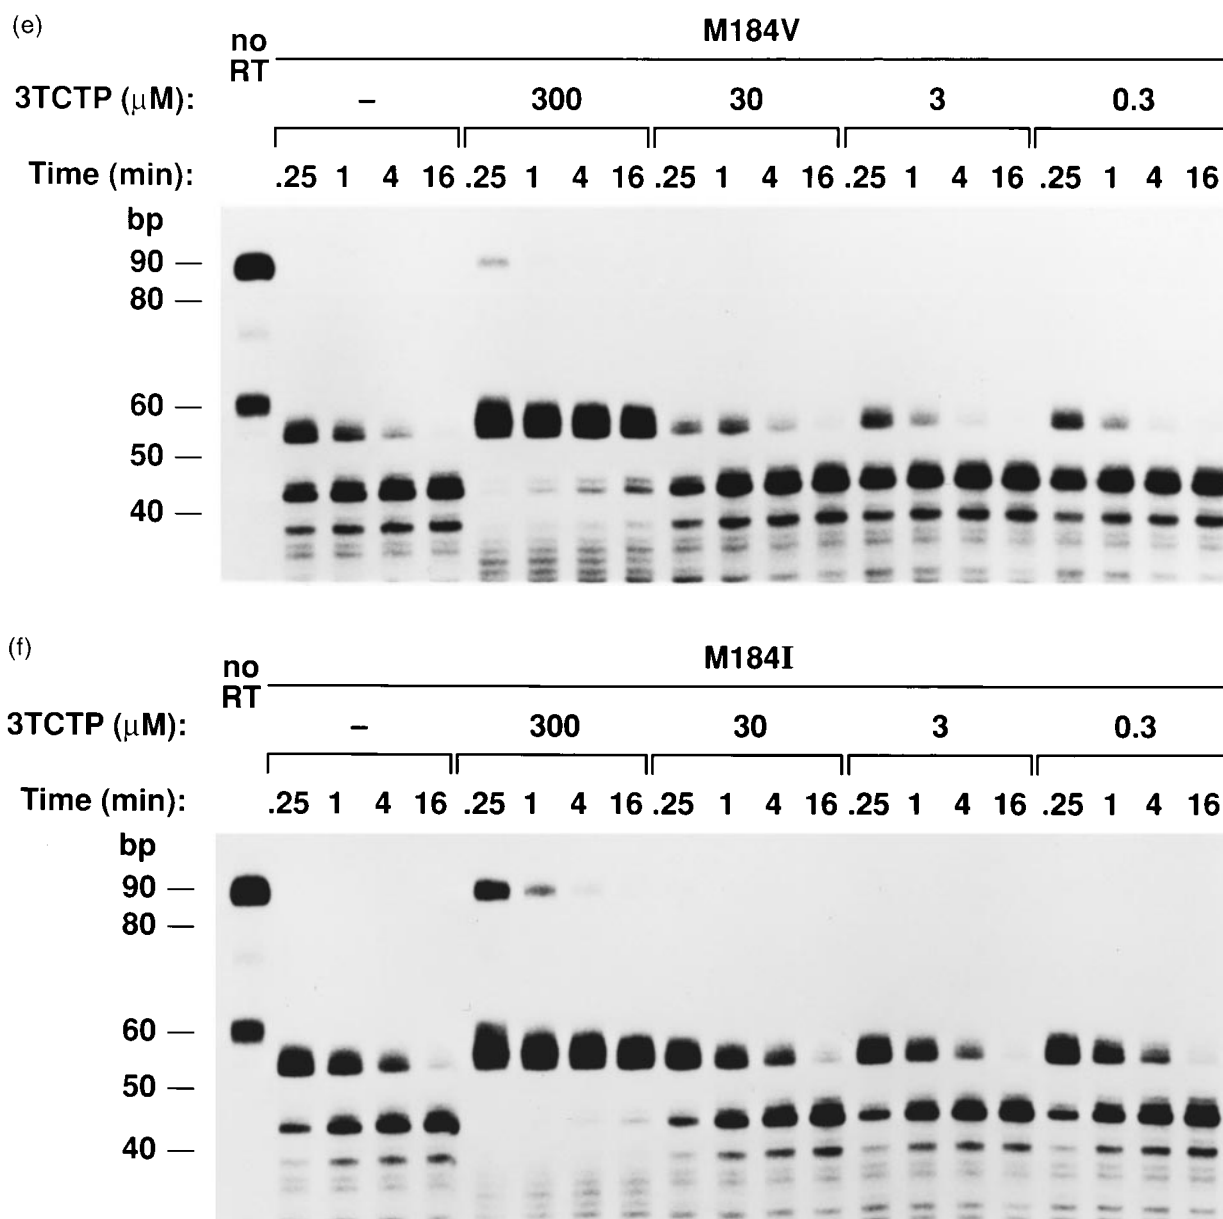 (e)
M184V
no
RT
3TCTP (μM): – 300 30 3 0.3
Time (min): .25 1 4 16 .25 1 4 16 .25 1 4 16 .25 1 4 16 .25 1 4 16
bp
90 —
80 —
60 —
50 —
40 —
(f)
M184I
no
RT
3TCTP (μM): – 300 30 3 0.3
Time (min): .25 1 4 16 .25 1 4 16 .25 1 4 16 .25 1 4 16 .25 1 4 16
bp
90 —
80 —
60 —
50 —
40 —